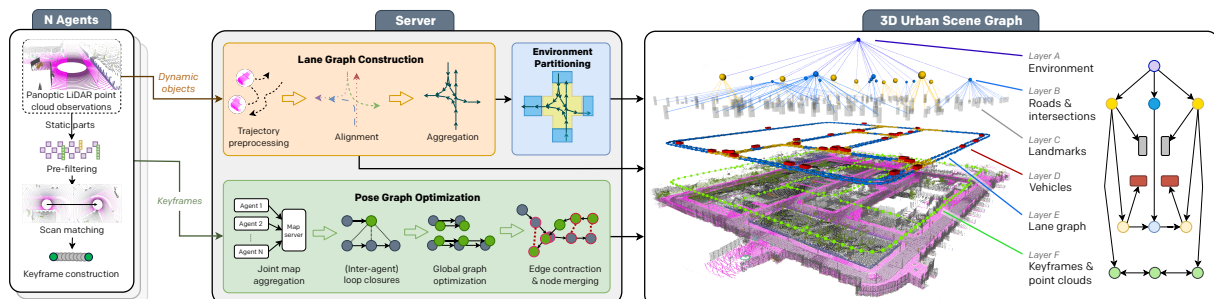 N Agents
Panoptic LiDAR point
cloud observations
Static parts
Pre-filtering
Scan matching
Keyframe construction
Dynamic
objects
Keyframes
Server
Lane Graph Construction
Trajectory
preprocessing
Alignment
Aggregation
Environment
Partitioning
Pose Graph Optimization
Agent 1
Agent 2
Agent N
Map
server
Joint map
aggregation
(Inter-agent)
loop closures
Global graph
optimization
Edge contraction
& node merging
3D Urban Scene Graph
Layer A
Environment
Layer B
Roads &
intersections
Layer C
Landmarks
Layer D
Vehicles
Layer E
Lane graph
Layer F
Keyframes &
point clouds